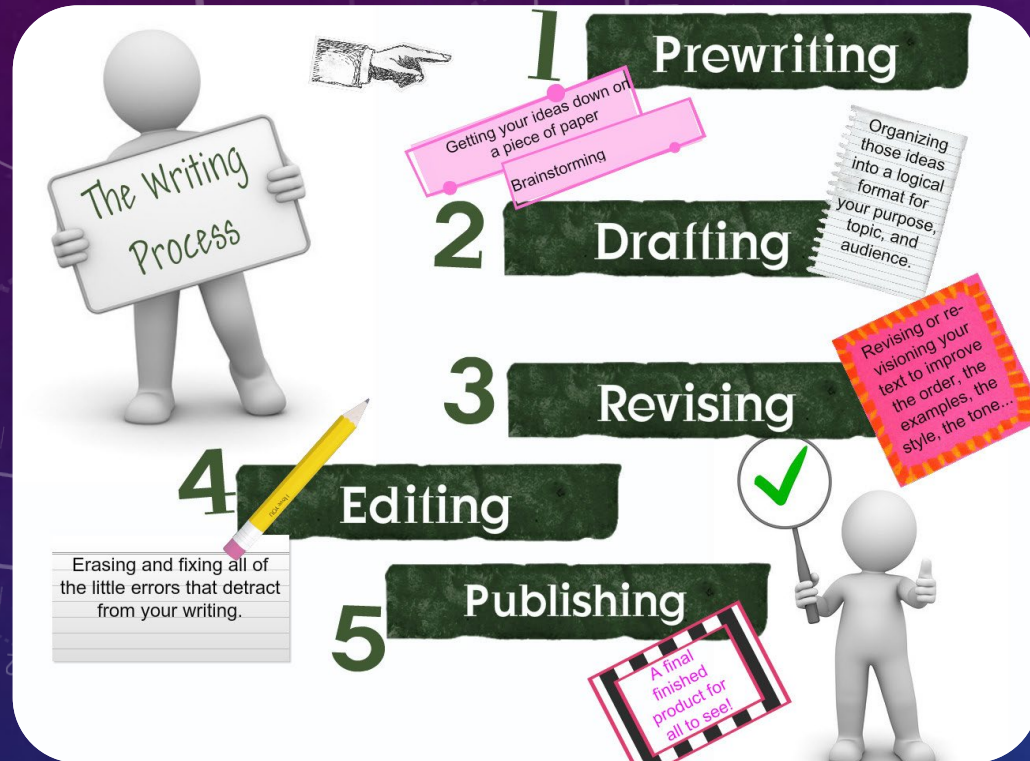 The Writing
Process
1
Prewriting
Getting your ideas down on
a piece of paper
Brainstorming
2
Drafting
Organizing
those ideas
into a logical
format for
your purpose,
topic, and
audience.
3
Revising
Revising or re-
visioning your
text to improve
the order, the
examples, the
style, the tone...
4
Editing
Erasing and fixing all of
the little errors that detract
from your writing.
5
Publishing
A final
finished
product for
all to see!